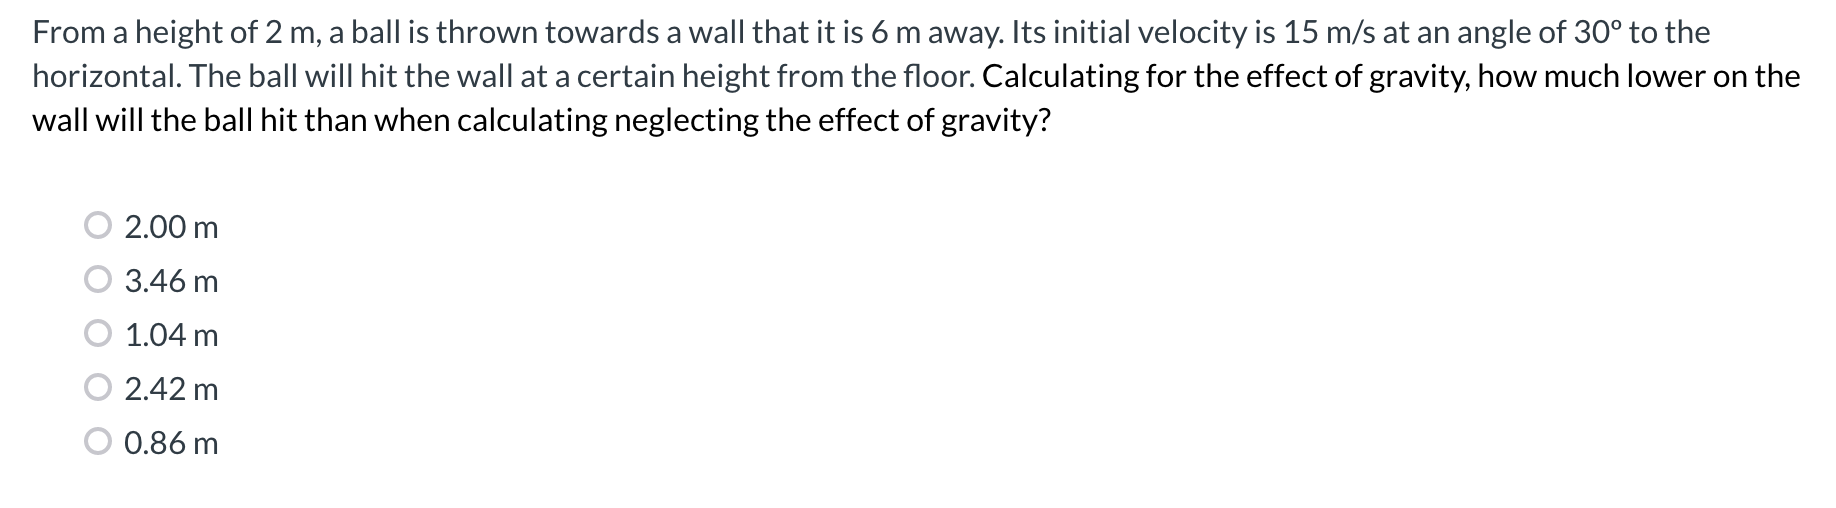 From a height of 2 m, a ball is thrown towards a wall that it is 6 m away. Its initial velocity is 15 m/s at an angle of 30º to the
horizontal. The ball will hit the wall at a certain height from the floor. Calculating for the effect of gravity, how much lower on the
wall will the ball hit than when calculating neglecting the effect of gravity?
2.00 m
3.46 m
1.04 m
2.42 m
0.86 m